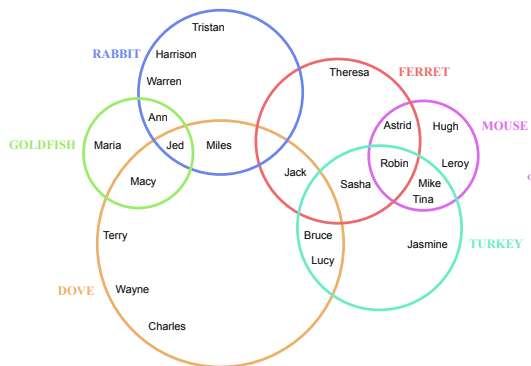 Tristan
RABBIT
Harrison
Warren
Theresa
FERRET
Ann
Astrid
Hugh
MOUSE
GOLDFISH
Maria
Jed
Miles
Robin
Leroy
Macy
Jack
Sasha
Mike
Tina
Terry
Bruce
Jasmine
TURKEY
Lucy
DOVE
Wayne
Charles